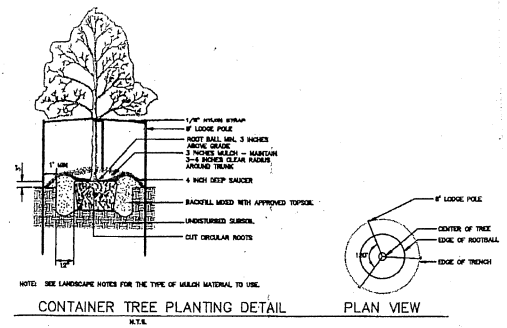 1/8" NYLON STRAP
8' LODGE POLE
ROOT BALL MIN. 3 INCHES
ABOVE GRADE
3 INCHES MULCH - MAINTAIN
3-4 INCHES CLEAR RADIUS
AROUND TRUNK
1" MIN
4 INCH DEEP SAUCER
BACKFILL MIXED WITH APPROVED TOPSOIL
UNDISTURBED SUBSOIL
CUT CIRCULAR ROOTS
12"
8' LODGE POLE
CENTER OF TREE
EDGE OF ROOTBALL
EDGE OF TRENCH
120°
NOTE: SEE LANDSCAPE NOTES FOR THE TYPE OF MULCH MATERIAL TO USE.
CONTAINER TREE PLANTING DETAIL
PLAN VIEW
N.T.S.